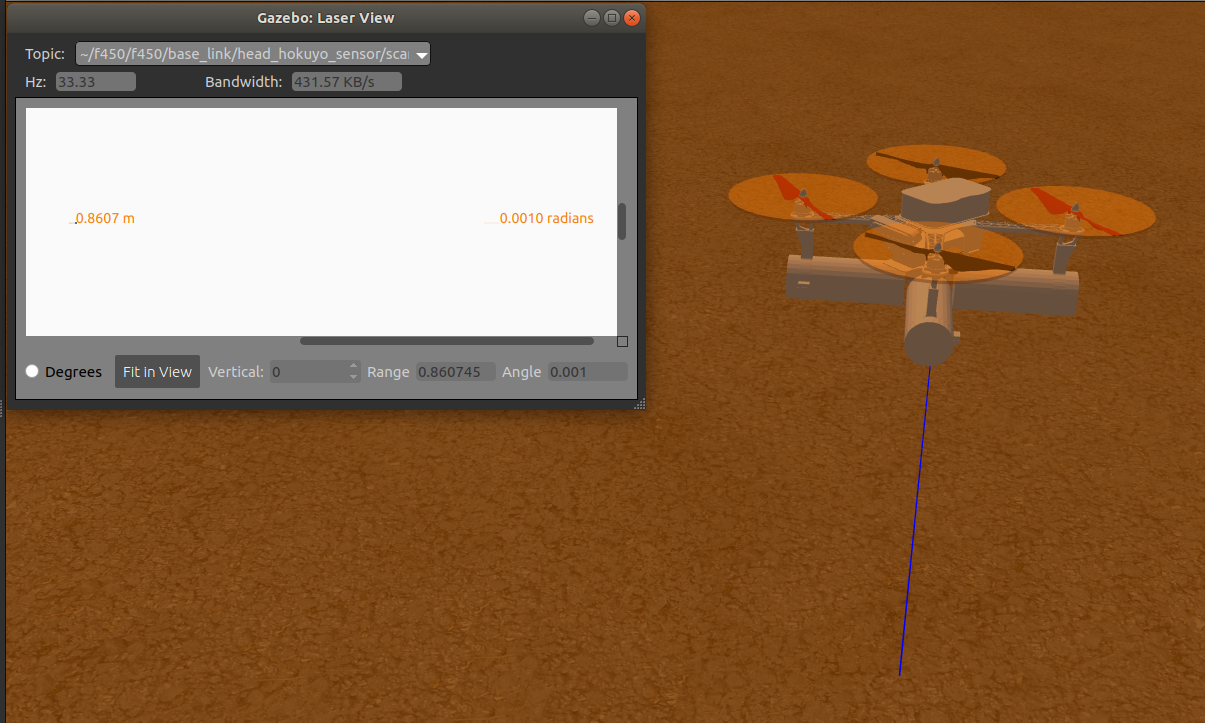 Gazebo: Laser View
Topic: ~/f450/f450/base_link/head_hokuyo_sensor/scan
Hz: 33.33 Bandwidth: 431.57 KB/s
0.8607 m 0.0010 radians
Degrees Fit in View Vertical: 0 Range 0.860745 Angle 0.001